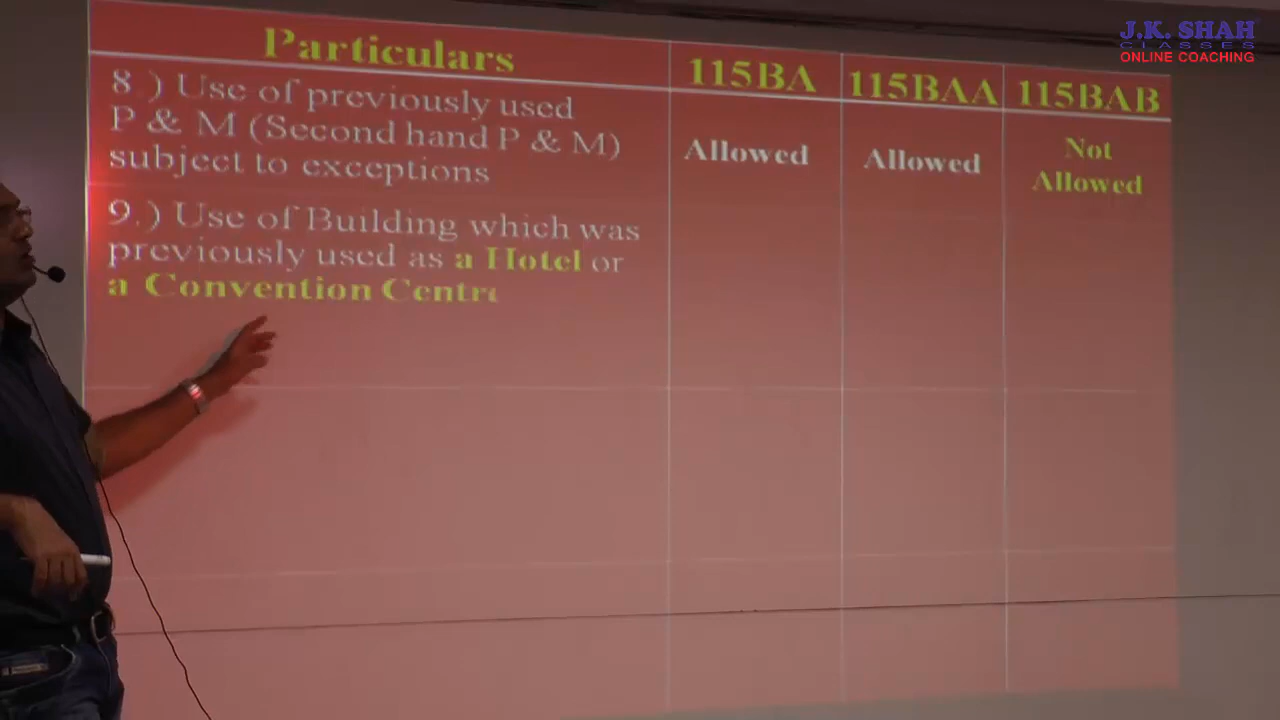 J.K. SHAH
CLASSES
ONLINE COACHING
Particulars 115BA 115BAA 115BAB
8 ) Use of previously used
P & M (Second hand P & M)
subject to exceptions
Allowed Allowed Not
Allowed
9.) Use of Building which was
previously used as a Hotel or
a Convention Centre